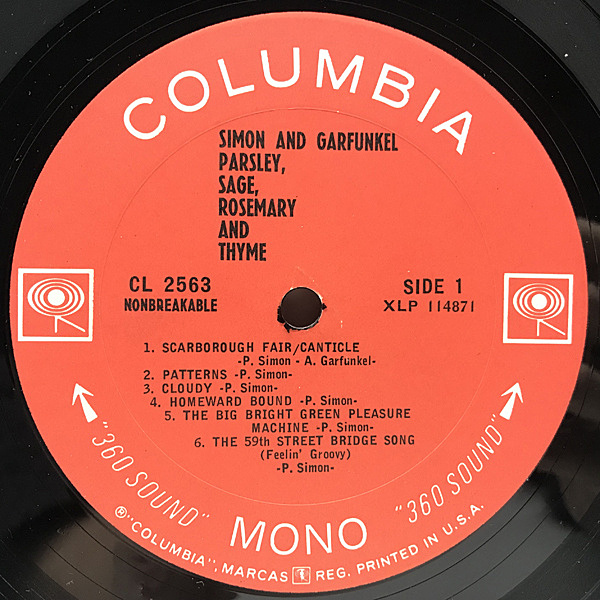 COLUMBIA
SIMON AND GARFUNKEL
PARSLEY,
SAGE,
ROSEMARY
AND
THYME
CL 2563
NONBREAKABLE
SIDE 1
XLP 114871
1. SCARBOROUGH FAIR/CANTICLE
-P. Simon - A. Garfunkel-
2. PATTERNS -P. Simon-
3. CLOUDY -P. Simon-
4. HOMEWARD BOUND -P. Simon-
5. THE BIG BRIGHT GREEN PLEASURE
MACHINE -P. Simon-
6. THE 59th STREET BRIDGE SONG
(Feelin' Groovy)
-P. Simon-
"360 SOUND"
MONO
"360 SOUND"
® "COLUMBIA", MARCAS REG. PRINTED IN U.S.A.